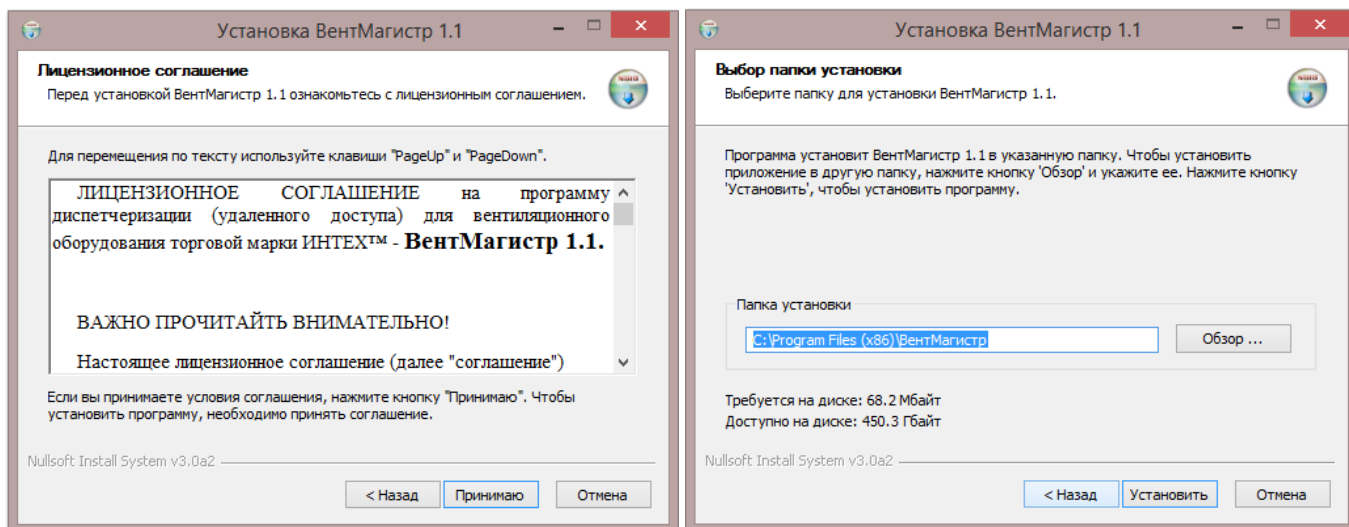 Установка ВентМагистр 1.1
Лицензионное соглашение
Перед установкой ВентМагистр 1.1 ознакомьтесь с лицензионным соглашением.
Для перемещения по тексту используйте клавиши "PageUp" и "PageDown".
ЛИЦЕНЗИОННОЕ СОГЛАШЕНИЕ на программу
диспетчеризации (удаленного доступа) для вентиляционного
оборудования торговой марки ИНТЕХ™ - ВентМагистр 1.1.
ВАЖНО ПРОЧИТАЙТЬ ВНИМАТЕЛЬНО!
Настоящее лицензионное соглашение (далее "соглашение")
Если вы принимаете условия соглашения, нажмите кнопку "Принимаю". Чтобы
установить программу, необходимо принять соглашение.
Nullsoft Install System v3.0a2
< Назад
Принимаю
Отмена
Установка ВентМагистр 1.1
Выбор папки установки
Выберите папку для установки ВентМагистр 1.1.
Программа установит ВентМагистр 1.1 в указанную папку. Чтобы установить
приложение в другую папку, нажмите кнопку 'Обзор' и укажите ее. Нажмите кнопку
'Установить', чтобы установить программу.
Папка установки
C:\Program Files (x86)\ВентМагистр
Обзор ...
Требуется на диске: 68.2 Мбайт
Доступно на диске: 450.3 Гбайт
Nullsoft Install System v3.0a2
< Назад
Установить
Отмена